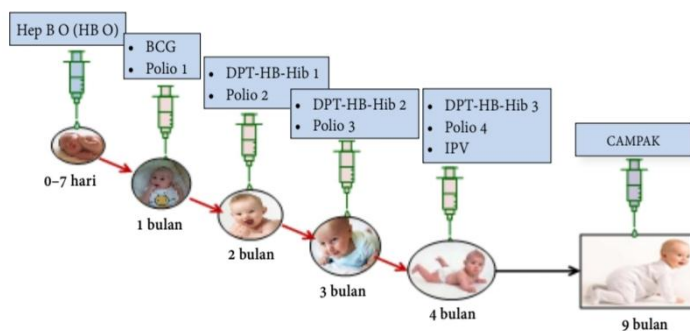 Hep B O (HB O)
• BCG
• Polio 1
• DPT-HB-Hib 1
• Polio 2
• DPT-HB-Hib 2
• Polio 3
• DPT-HB-Hib 3
• Polio 4
• IPV
CAMPAK
0–7 hari
1 bulan
2 bulan
3 bulan
4 bulan
9 bulan